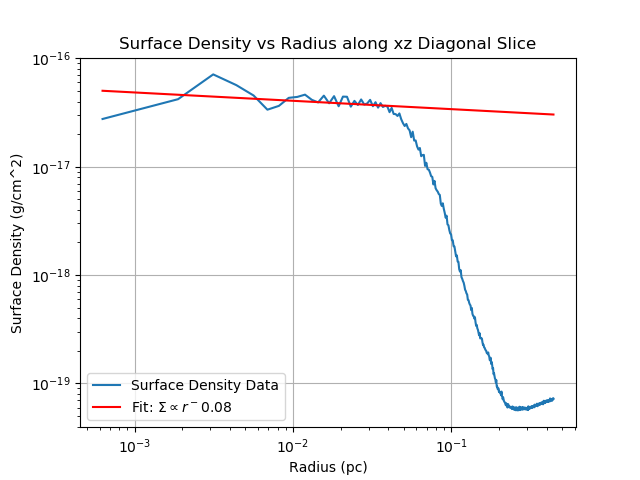 Surface Density vs Radius along xz Diagonal Slice
Surface Density (g/cm^2)
10⁻¹⁶
10⁻¹⁷
10⁻¹⁸
10⁻¹⁹
Surface Density Data
Fit: Σ ∝ r⁻0.08
10⁻³
10⁻²
10⁻¹
Radius (pc)